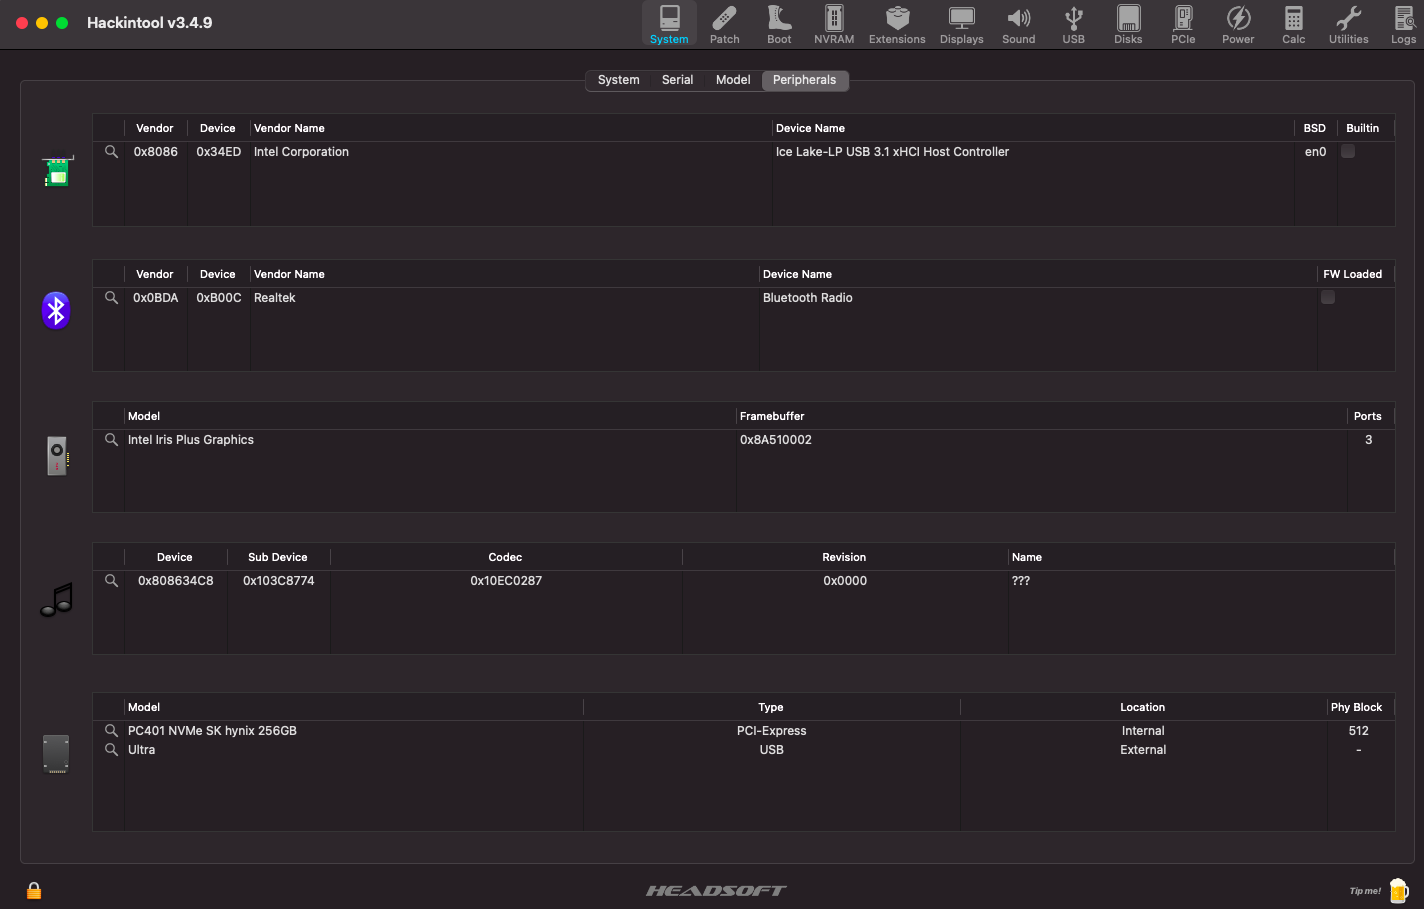 Hackintool v3.4.9
System Patch Boot NVRAM Extensions Displays Sound USB Disks PCIe Power Calc Utilities Logs
System Serial Model Peripherals
Vendor Device Vendor Name Device Name BSD Builtin
0x8086 0x34ED Intel Corporation Ice Lake-LP USB 3.1 xHCI Host Controller en0
Vendor Device Vendor Name Device Name FW Loaded
0x0BDA 0xB00C Realtek Bluetooth Radio
Model Framebuffer Ports
Intel Iris Plus Graphics 0x8A510002 3
Device Sub Device Codec Revision Name
0x808634C8 0x103C8774 0x10EC0287 0x0000 ???
Model Type Location Phy Block
PC401 NVMe SK hynix 256GB PCI-Express Internal 512
Ultra USB External -
HEADSOFT Tip me!